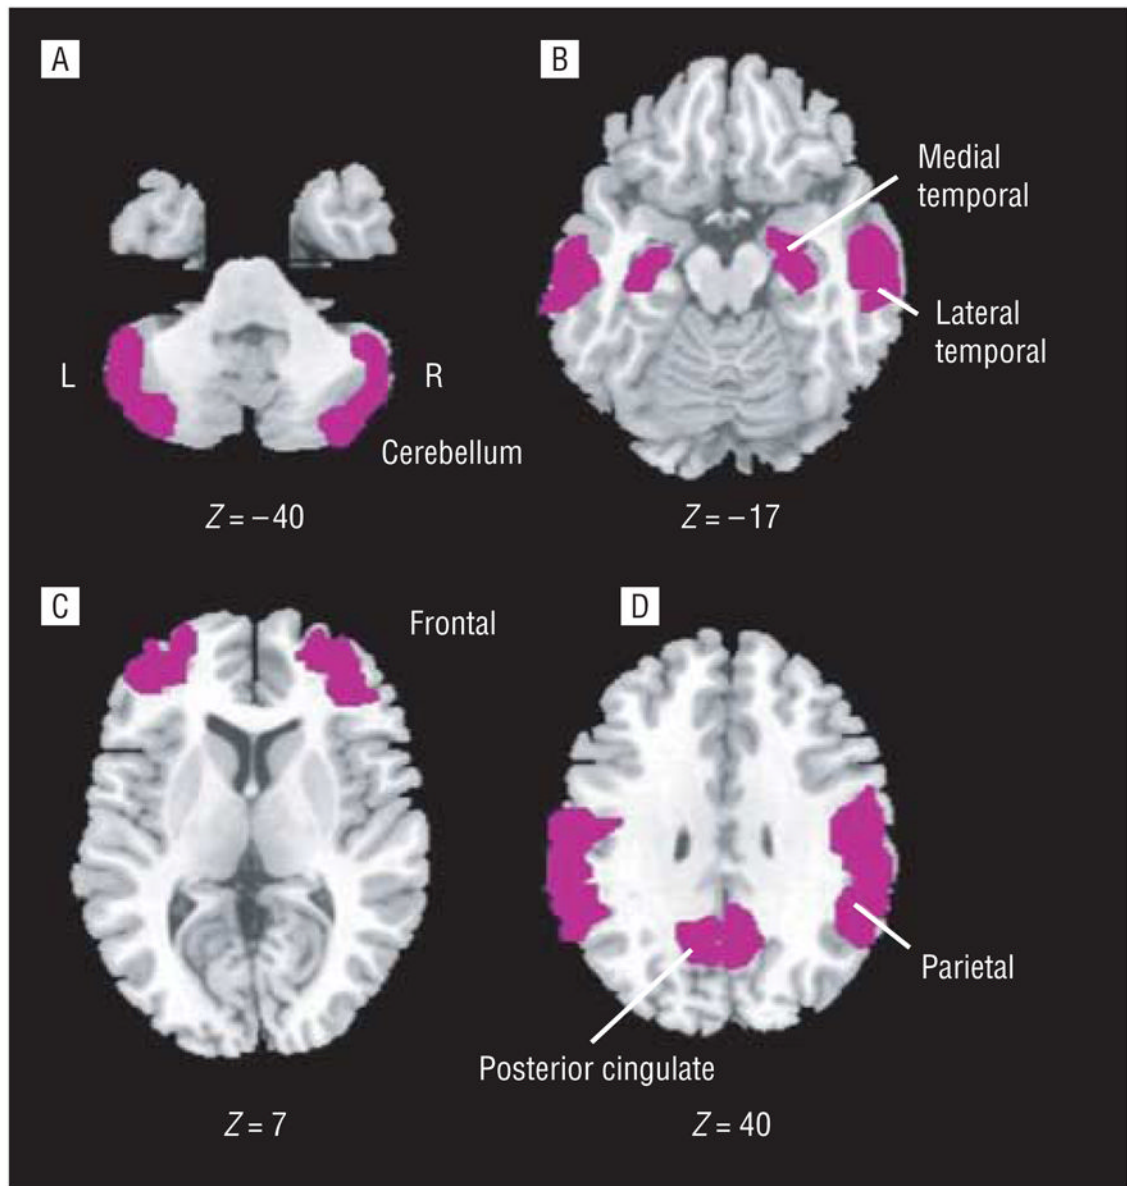 A
B
Medial
temporal
Lateral
temporal
L
R
Cerebellum
Z = −40
Z = −17
C
Frontal
D
Parietal
Posterior cingulate
Z = 7
Z = 40